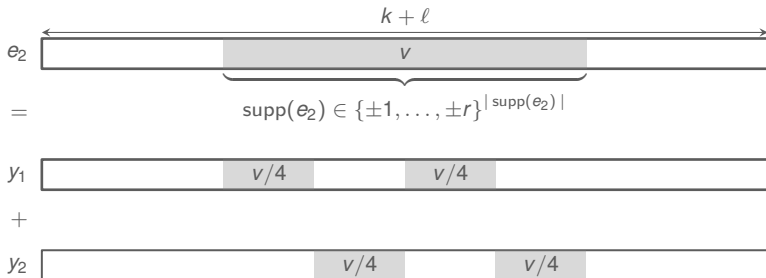 k + ℓ
e₂ v
= supp(e₂) ∈ {±1, . . . , ±r}^{| supp(e₂) |}
y₁ v/4 v/4
+
y₂ v/4 v/4